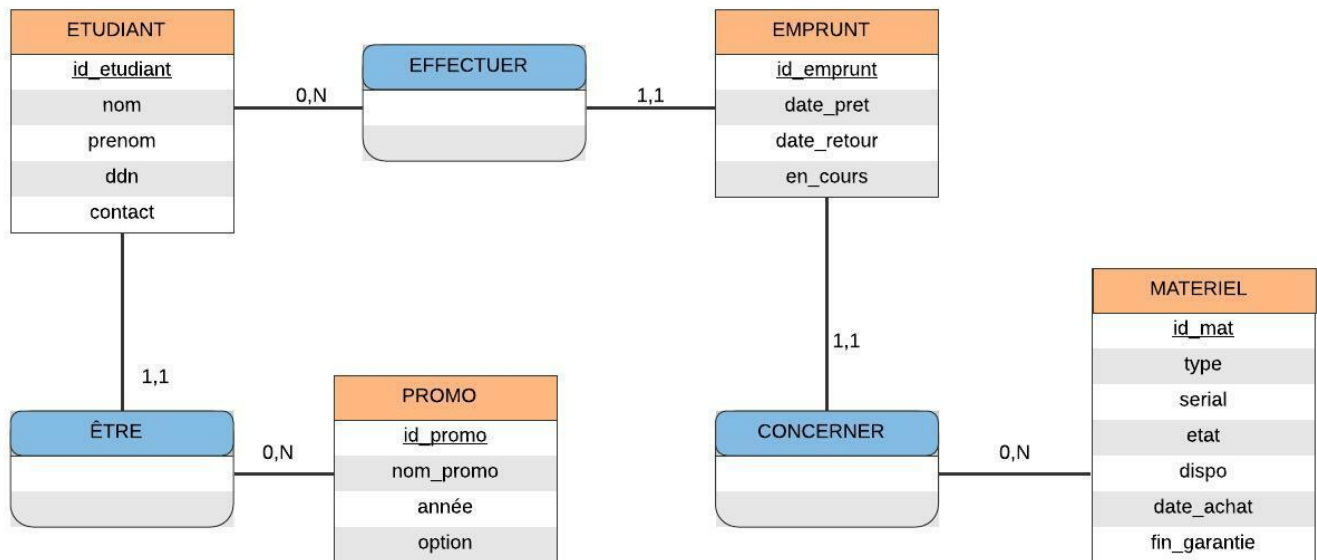 ETUDIANT
id_etudiant
nom
prenom
ddn
contact
0,N
EFFECTUER
1,1
EMPRUNT
id_emprunt
date_pret
date_retour
en_cours
1,1
ÊTRE
0,N
PROMO
id_promo
nom_promo
année
option
1,1
CONCERNER
0,N
MATERIEL
id_mat
type
serial
etat
dispo
date_achat
fin_garantie